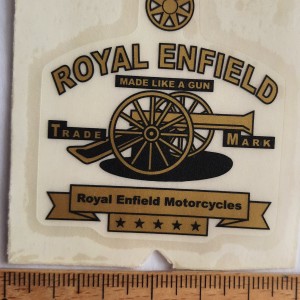 ROYAL ENFIELD
MADE LIKE A GUN
TRADE MARK
Royal Enfield Motorcycles